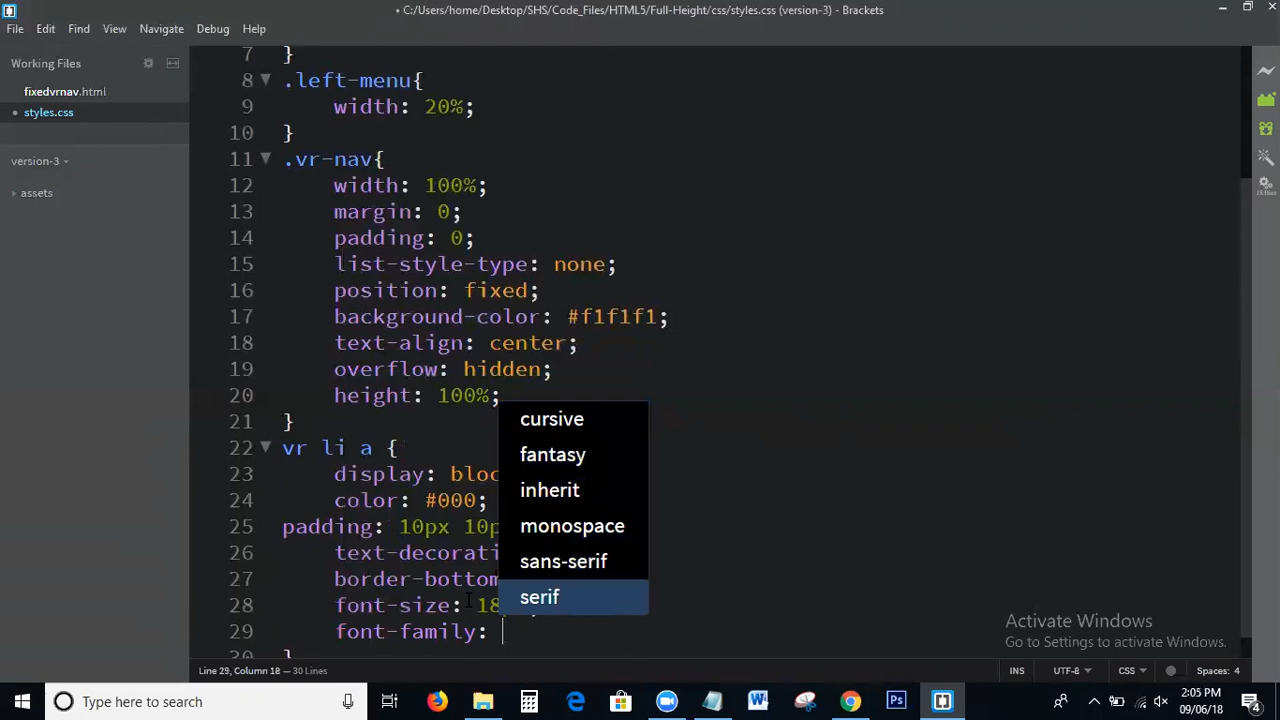 • C:/Users/home/Desktop/SHS/Code_Files/HTML5/Full-Height/css/styles.css (version-3) - Brackets
File Edit Find View Navigate Debug Help
Working Files
fixedvrnav.html
• styles.css
version-3
assets
7 }
8 .left-menu{
9 width: 20%;
10 }
11 .vr-nav{
12 width: 100%;
13 margin: 0;
14 padding: 0;
15 list-style-type: none;
16 position: fixed;
17 background-color: #f1f1f1;
18 text-align: center;
19 overflow: hidden;
20 height: 100%;
21 }
22 vr li a {
23 display: bloc
24 color: #000;
25 padding: 10px 10p
26 text-decorati
27 border-bottom
28 font-size: 18
29 font-family:
30 }
cursive
fantasy
inherit
monospace
sans-serif
serif
Activate Windows
Go to Settings to activate Windows.
Line 29, Column 18 — 30 Lines
INS UTF-8 CSS Spaces: 4
Type here to search
2:05 PM
09/06/18